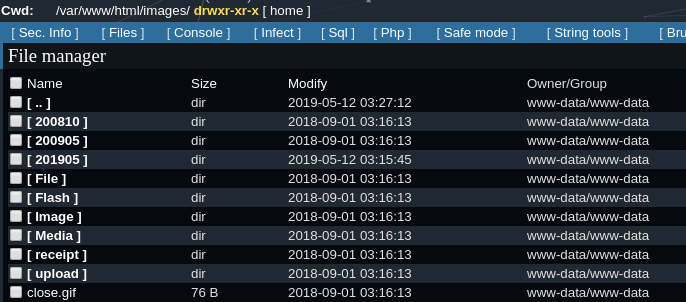 Cwd: /var/www/html/images/ drwxr-xr-x [ home ]
[ Sec. Info ] [ Files ] [ Console ] [ Infect ] [ Sql ] [ Php ] [ Safe mode ] [ String tools ] [ Bru
File manager
Name Size Modify Owner/Group
[ .. ] dir 2019-05-12 03:27:12 www-data/www-data
[ 200810 ] dir 2018-09-01 03:16:13 www-data/www-data
[ 200905 ] dir 2018-09-01 03:16:13 www-data/www-data
[ 201905 ] dir 2019-05-12 03:15:45 www-data/www-data
[ File ] dir 2018-09-01 03:16:13 www-data/www-data
[ Flash ] dir 2018-09-01 03:16:13 www-data/www-data
[ Image ] dir 2018-09-01 03:16:13 www-data/www-data
[ Media ] dir 2018-09-01 03:16:13 www-data/www-data
[ receipt ] dir 2018-09-01 03:16:13 www-data/www-data
[ upload ] dir 2018-09-01 03:16:13 www-data/www-data
close.gif 76 B 2018-09-01 03:16:13 www-data/www-data